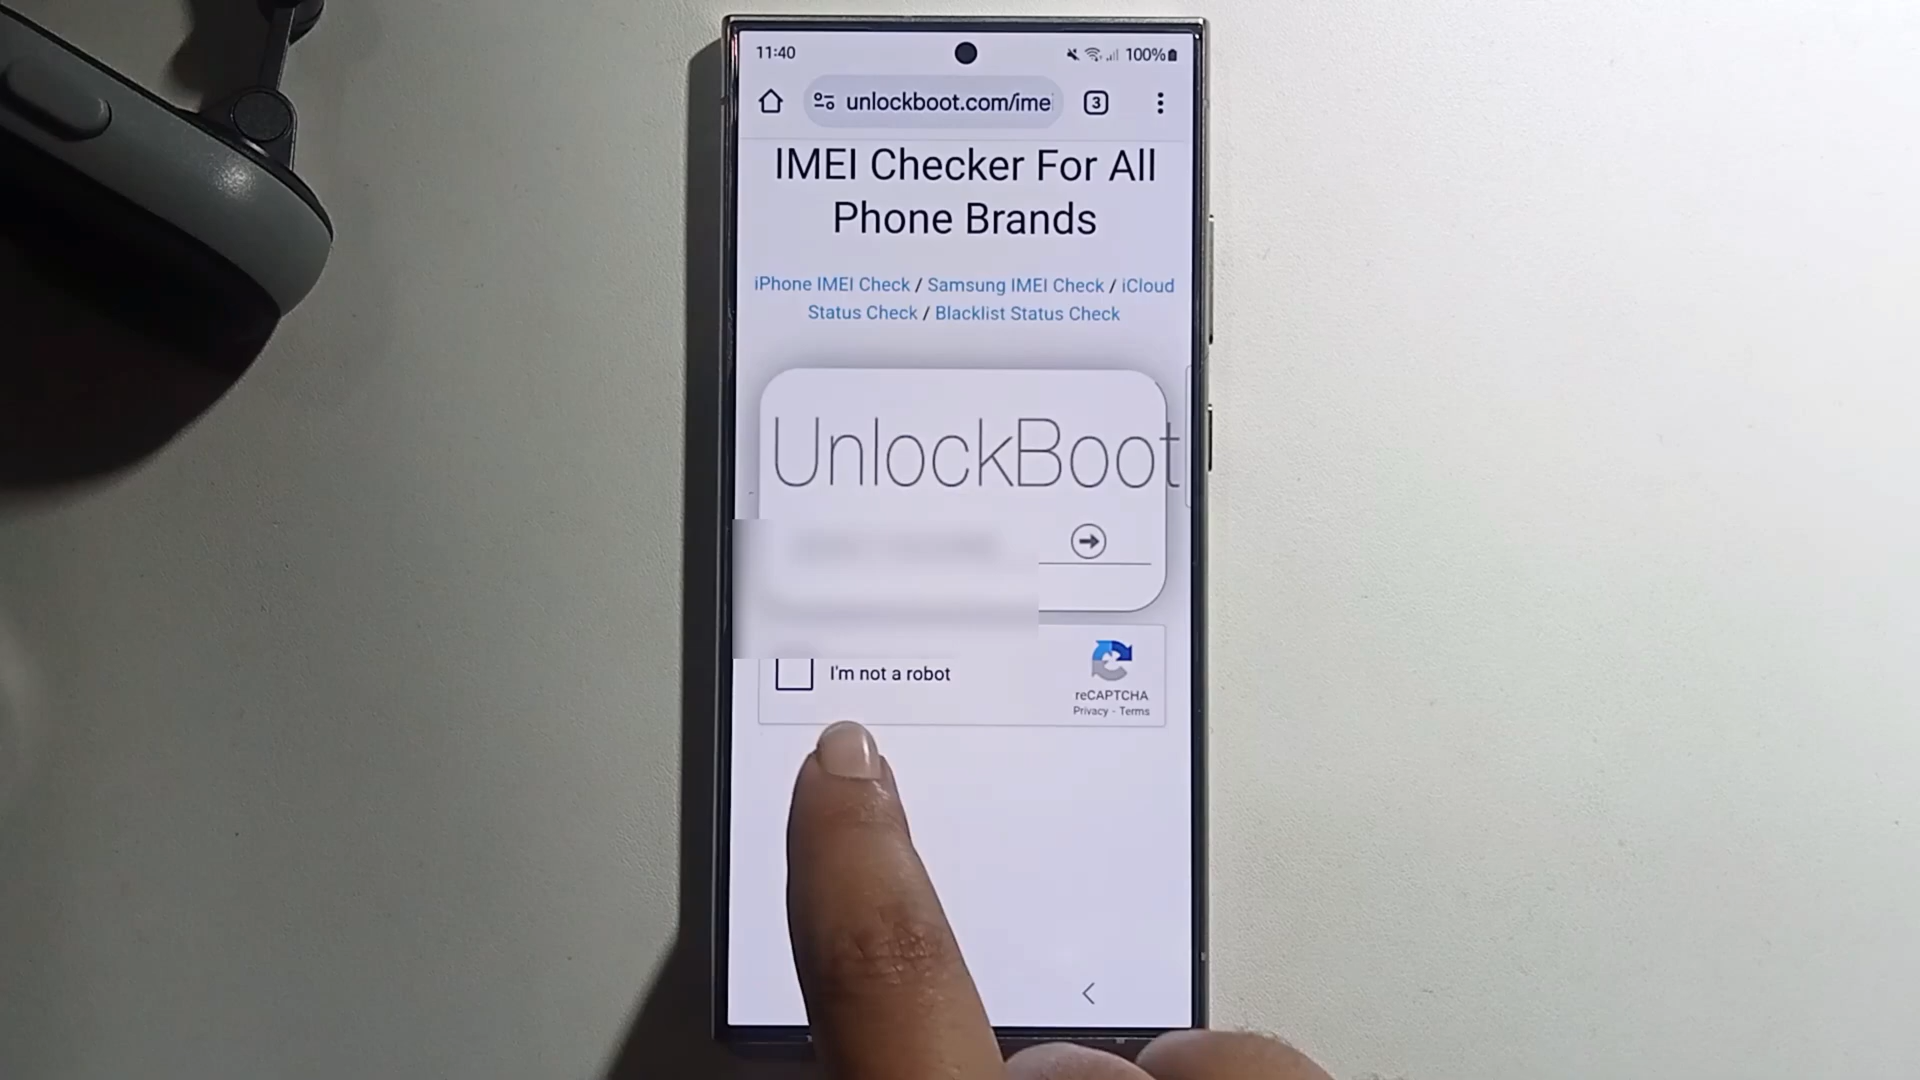 11:40
100%
unlockboot.com/ime
3
IMEI Checker For All
Phone Brands
iPhone IMEI Check / Samsung IMEI Check / iCloud
Status Check / Blacklist Status Check
UnlockBoot
I'm not a robot
reCAPTCHA
Privacy - Terms